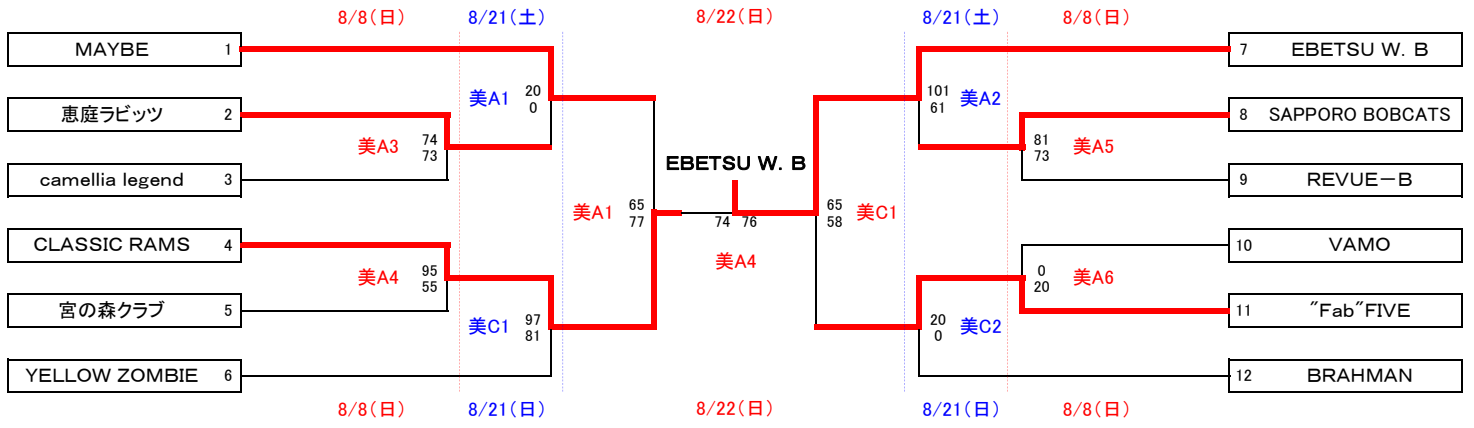 8/8(日) 8/21(土) 8/22(日) 8/21(土) 8/8(日)
MAYBE 1
7 EBETSU W. B
美A1 20
0
101
61 美A2
恵庭ラビッツ 2
8 SAPPORO BOBCATS
美A3 74
73
81
73 美A5
EBETSU W. B
camellia legend 3
9 REVUE－B
美A1 65
77
74 76
65
58 美C1
CLASSIC RAMS 4
10 VAMO
美A4
美A4 95
55
0
20 美A6
宮の森クラブ 5
11 "Fab"FIVE
美C1 97
81
20
0 美C2
YELLOW ZOMBIE 6
12 BRAHMAN
8/8(日) 8/21(日) 8/22(日) 8/21(日) 8/8(日)